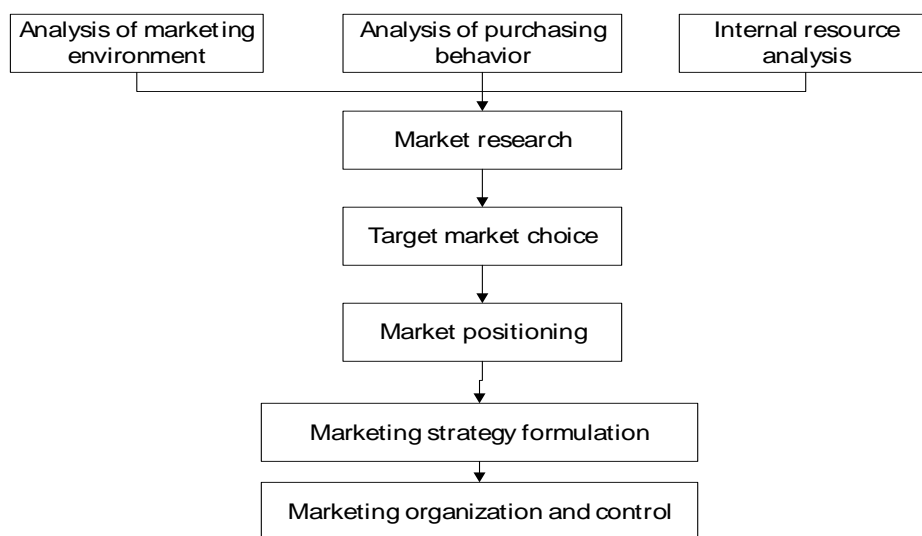 Analysis of marketing
environment
Analysis of purchasing
behavior
Internal resource
analysis
Market research
Target market choice
Market positioning
Marketing strategy formulation
Marketing organization and control